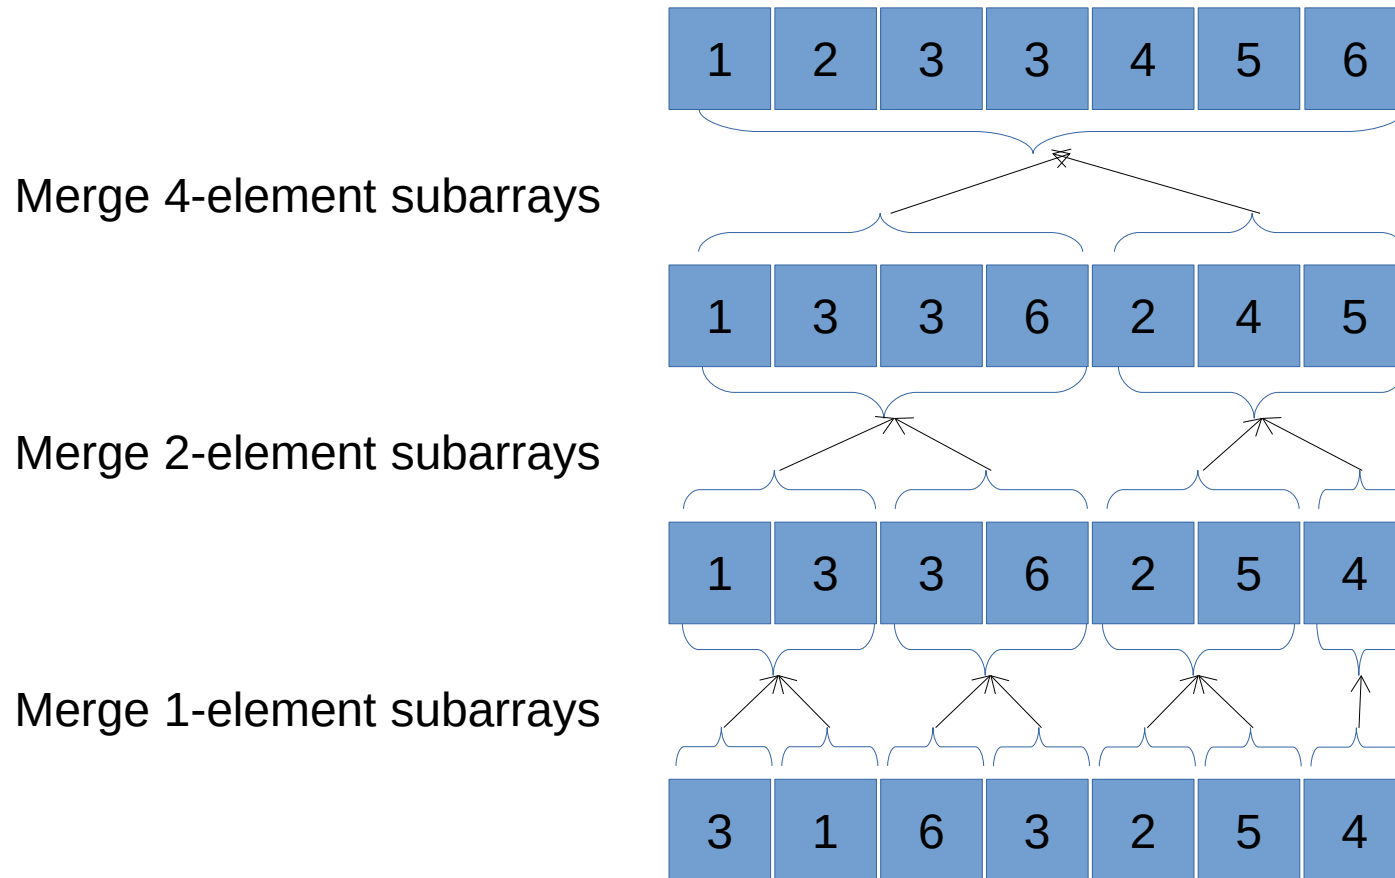 1 2 3 3 4 5 6
Merge 4-element subarrays
1 3 3 6 2 4 5
Merge 2-element subarrays
1 3 3 6 2 5 4
Merge 1-element subarrays
3 1 6 3 2 5 4